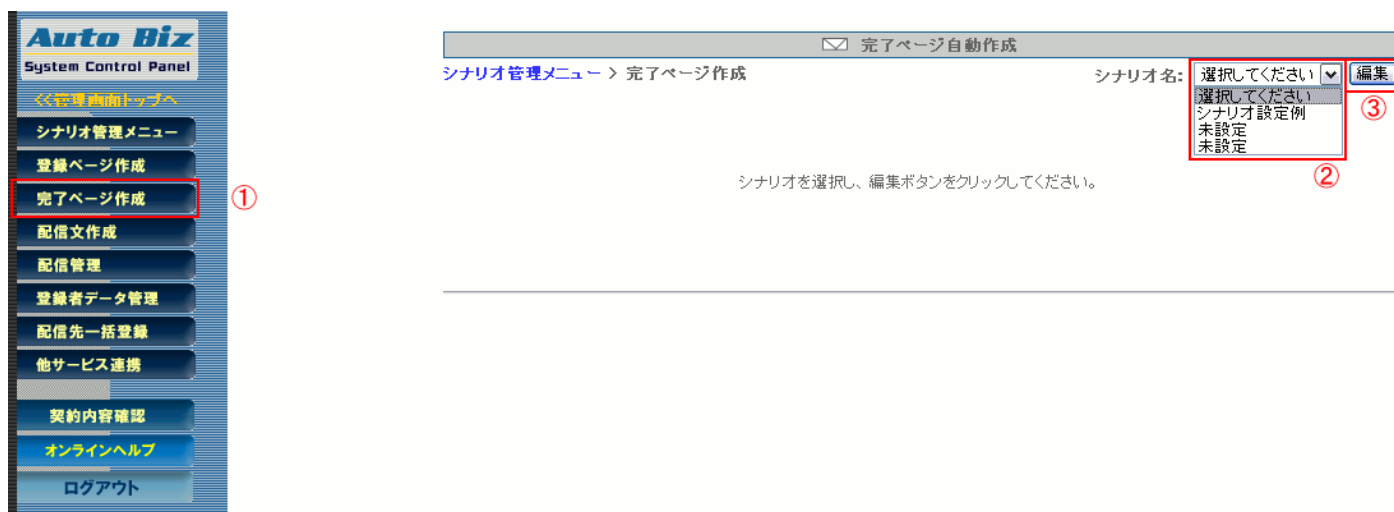 Auto Biz
System Control Panel
<<管理画面トップへ
シナリオ管理メニュー
登録ページ作成
完了ページ作成
①
配信文作成
配信管理
登録者データ管理
配信先一括登録
他サービス連携
契約内容確認
オンラインヘルプ
ログアウト
完了ページ自動作成
シナリオ管理メニュー > 完了ページ作成
シナリオ名: 選択してください 編集
選択してください
シナリオ設定例
未設定
未設定
③
②
シナリオを選択し、編集ボタンをクリックしてください。